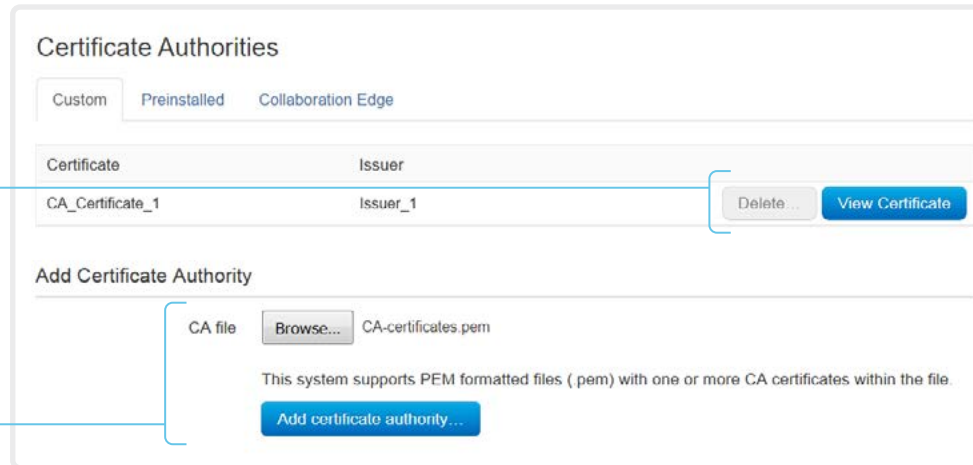 Certificate Authorities
Custom Preinstalled Collaboration Edge
Certificate Issuer
CA_Certificate_1 Issuer_1 Delete... View Certificate
Add Certificate Authority
CA file Browse... CA-certificates.pem
This system supports PEM formatted files (.pem) with one or more CA certificates within the file.
Add certificate authority...